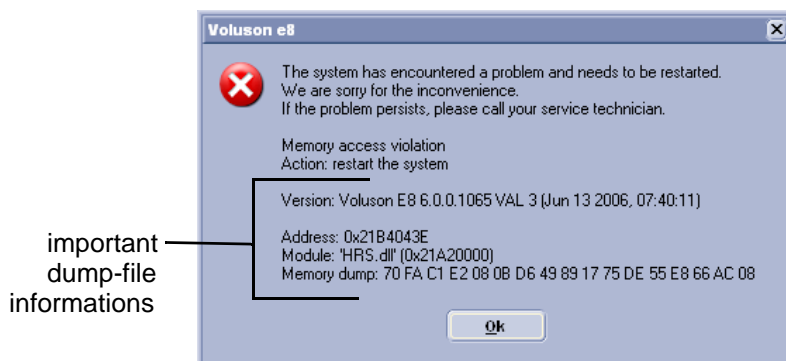 Voluson e8
The system has encountered a problem and needs to be restarted.
We are sorry for the inconvenience.
If the problem persists, please call your service technician.
Memory access violation
Action: restart the system
Version: Voluson E8 6.0.0.1065 VAL 3 (Jun 13 2006, 07:40:11)
Address: 0x21B4043E
Module: 'HRS.dll' (0x21A20000)
Memory dump: 70 FA C1 E2 08 0B D6 49 89 17 75 DE 55 E8 66 AC 08
important
dump-file
informations
Ok